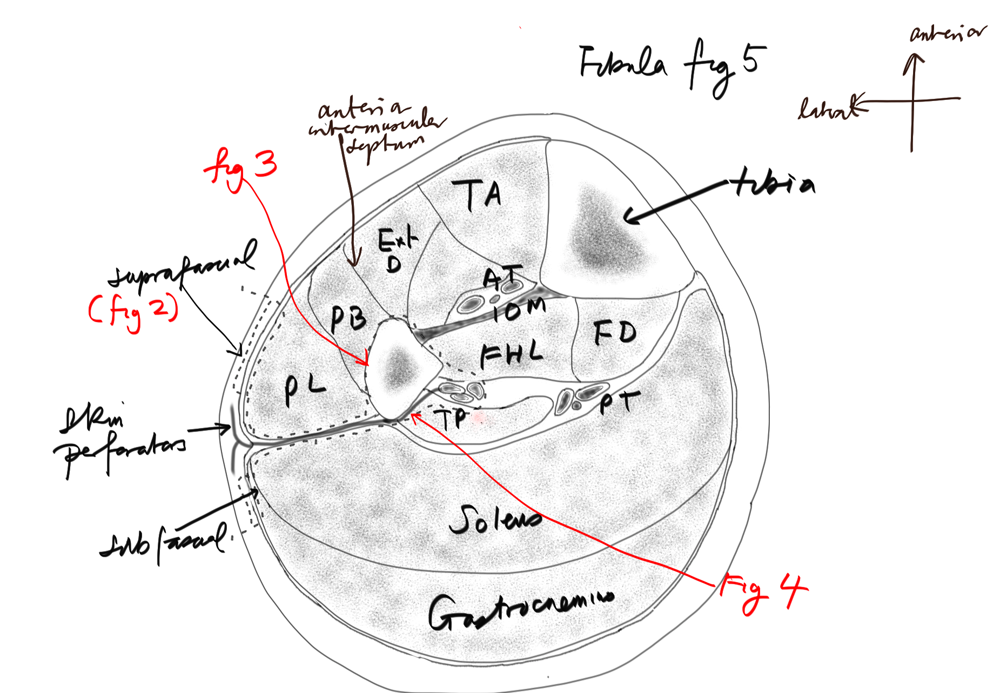 anterior
Fibula fig 5
lateral
anterior
intermuscular
septum
fig 3
TA
tibia
Ext
D
suprafascial
(fig 2)
AT
IOM
PB
FD
FHL
PL
PT
TP
skin
perforators
Soleus
subfascial
Fig 4
Gastrocnemius